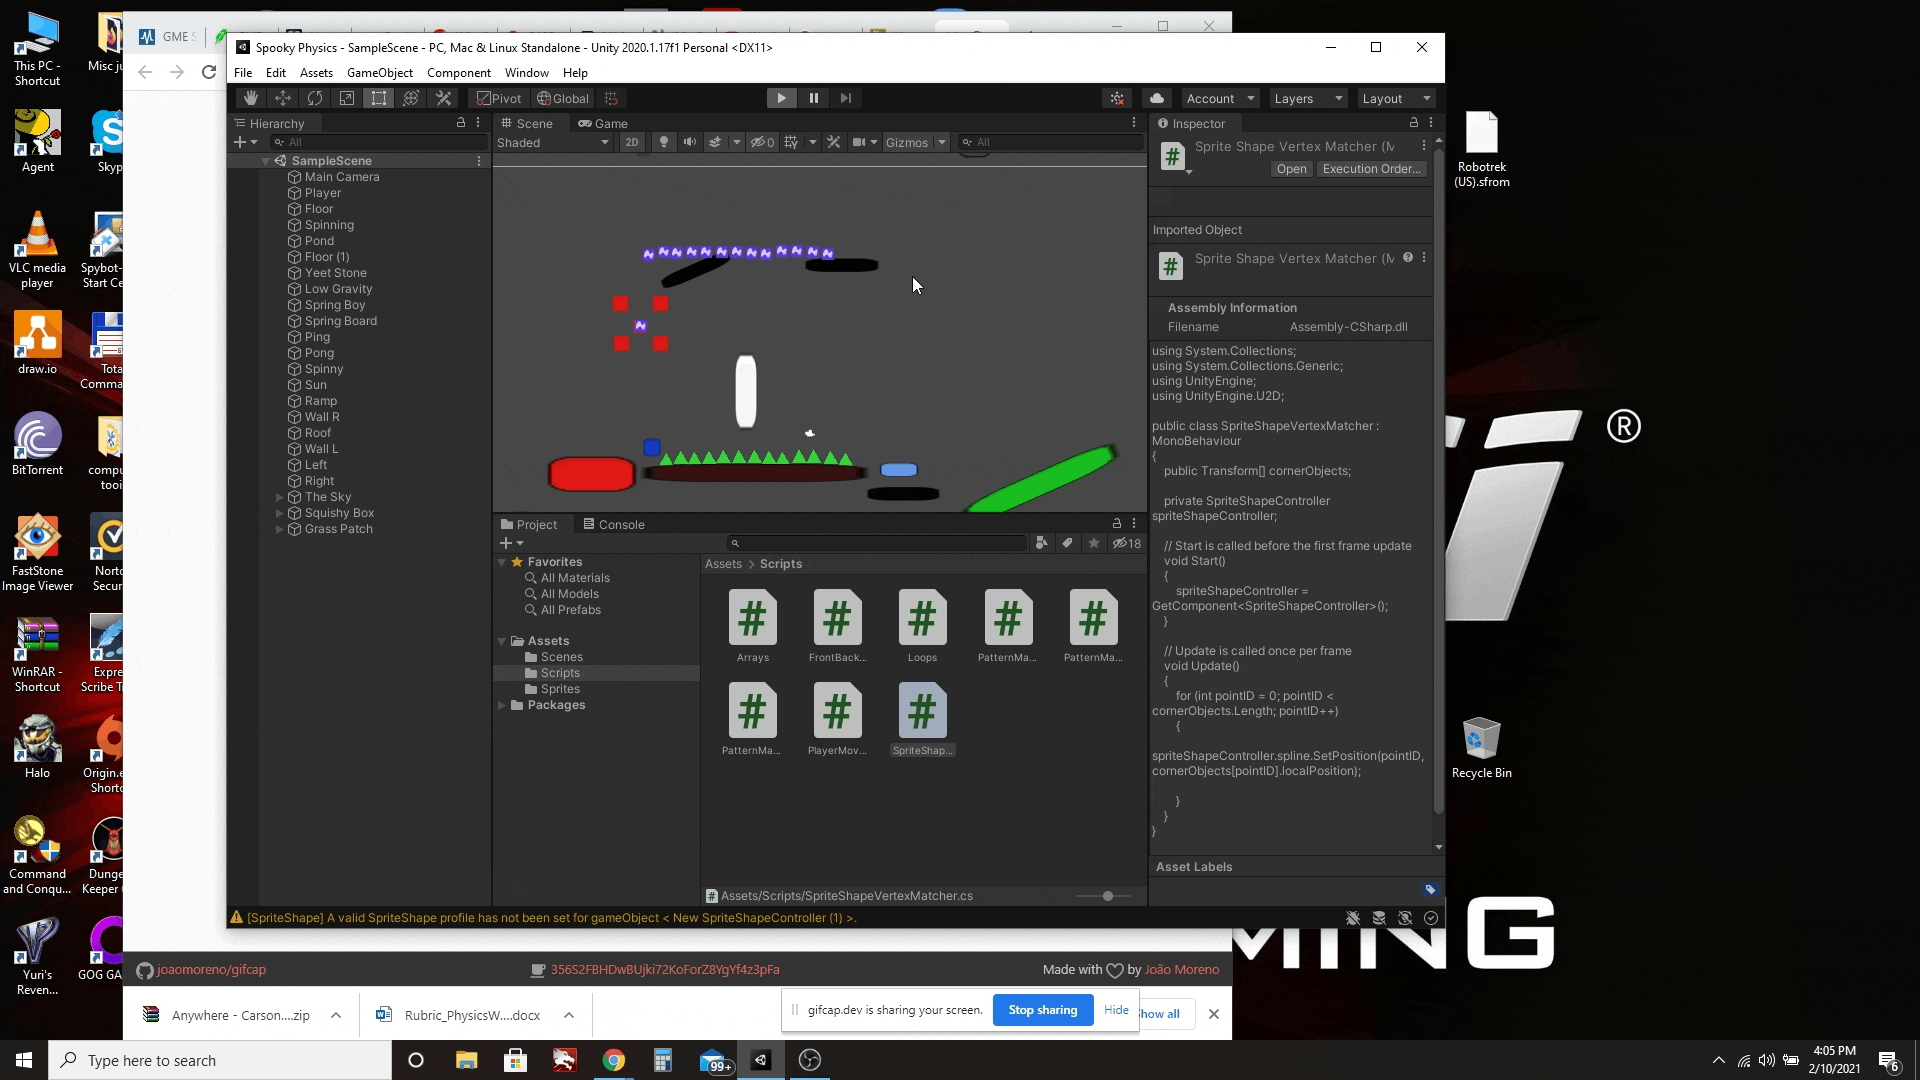 This PC -
Shortcut
Misc ju
Agent
Skyp
VLC media
player
Spybot-
Start Ce
draw.io
Tota
Comma
BitTorrent
compu
tool
FastStone
Image Viewer
Norto
Secur
WinRAR -
Shortcut
Expre
Scribe T
Halo
Origin.e
Shortc
Command
and Conqu...
Dunge
Keeper
Yuri's
Reven...
GOG GA
GME S
Spooky Physics - SampleScene - PC, Mac & Linux Standalone - Unity 2020.1.17f1 Personal <DX11>
File Edit Assets GameObject Component Window Help
Pivot Global Account Layers Layout
Hierarchy
All
SampleScene
Main Camera
Player
Floor
Spinning
Pond
Floor (1)
Yeet Stone
Low Gravity
Spring Boy
Spring Board
Ping
Pong
Spinny
Sun
Ramp
Wall R
Roof
Wall L
Left
Right
The Sky
Squishy Box
Grass Patch
Scene Game
Shaded 2D 0 Gizmos All
Project Console
18
Favorites
All Materials
All Models
All Prefabs
Assets
Scenes
Scripts
Sprites
Packages
Assets > Scripts
Arrays FrontBack... Loops PatternMa... PatternMa...
PatternMa... PlayerMov... SpriteShap...
Assets/Scripts/SpriteShapeVertexMatcher.cs
Inspector
Sprite Shape Vertex Matcher (M
Open Execution Order...
Imported Object
Sprite Shape Vertex Matcher (M
Assembly Information
Filename Assembly-CSharp.dll
using System.Collections;
using System.Collections.Generic;
using UnityEngine;
using UnityEngine.U2D;
public class SpriteShapeVertexMatcher :
MonoBehaviour
{
public Transform[] cornerObjects;
private SpriteShapeController
spriteShapeController;
// Start is called before the first frame update
void Start()
{
spriteShapeController =
GetComponent<SpriteShapeController>();
}
// Update is called once per frame
void Update()
{
for (int pointID = 0; pointID <
cornerObjects.Length; pointID++)
{
spriteShapeController.spline.SetPosition(pointID,
cornerObjects[pointID].localPosition);
}
}
}
Asset Labels
[SpriteShape] A valid SpriteShape profile has not been set for gameObject < New SpriteShapeController (1) >.
Robotrek
(US).sfrom
®
Recycle Bin
MING
joaomoreno/gifcap
356S2FBHDwBUjki72KoForZ8YgYf4z3pFa
Made with by João Moreno
Anywhere - Carson....zip
Rubric_PhysicsW....docx
gifcap.dev is sharing your screen. Stop sharing Hide
how all
Type here to search
99+
4:05 PM
2/10/2021
6